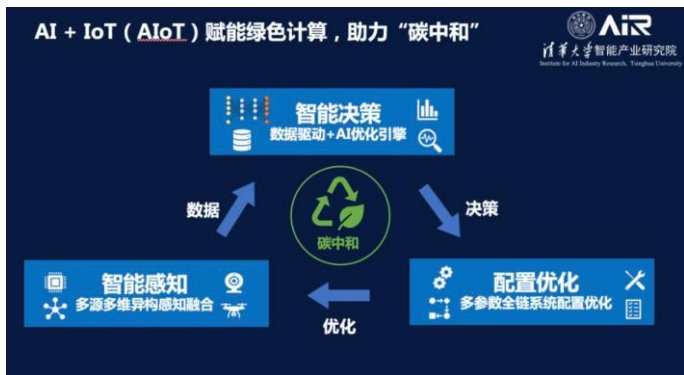 AI + IoT ( AIoT ) 赋能绿色计算，助力“碳中和”
AIR
清华大学智能产业研究院
Institute for AI Industry Research, Tsinghua University
智能决策
数据驱动+AI优化引擎
数据
决策
碳中和
智能感知
多源多维异构感知融合
配置优化
多参数全链系统配置优化
优化